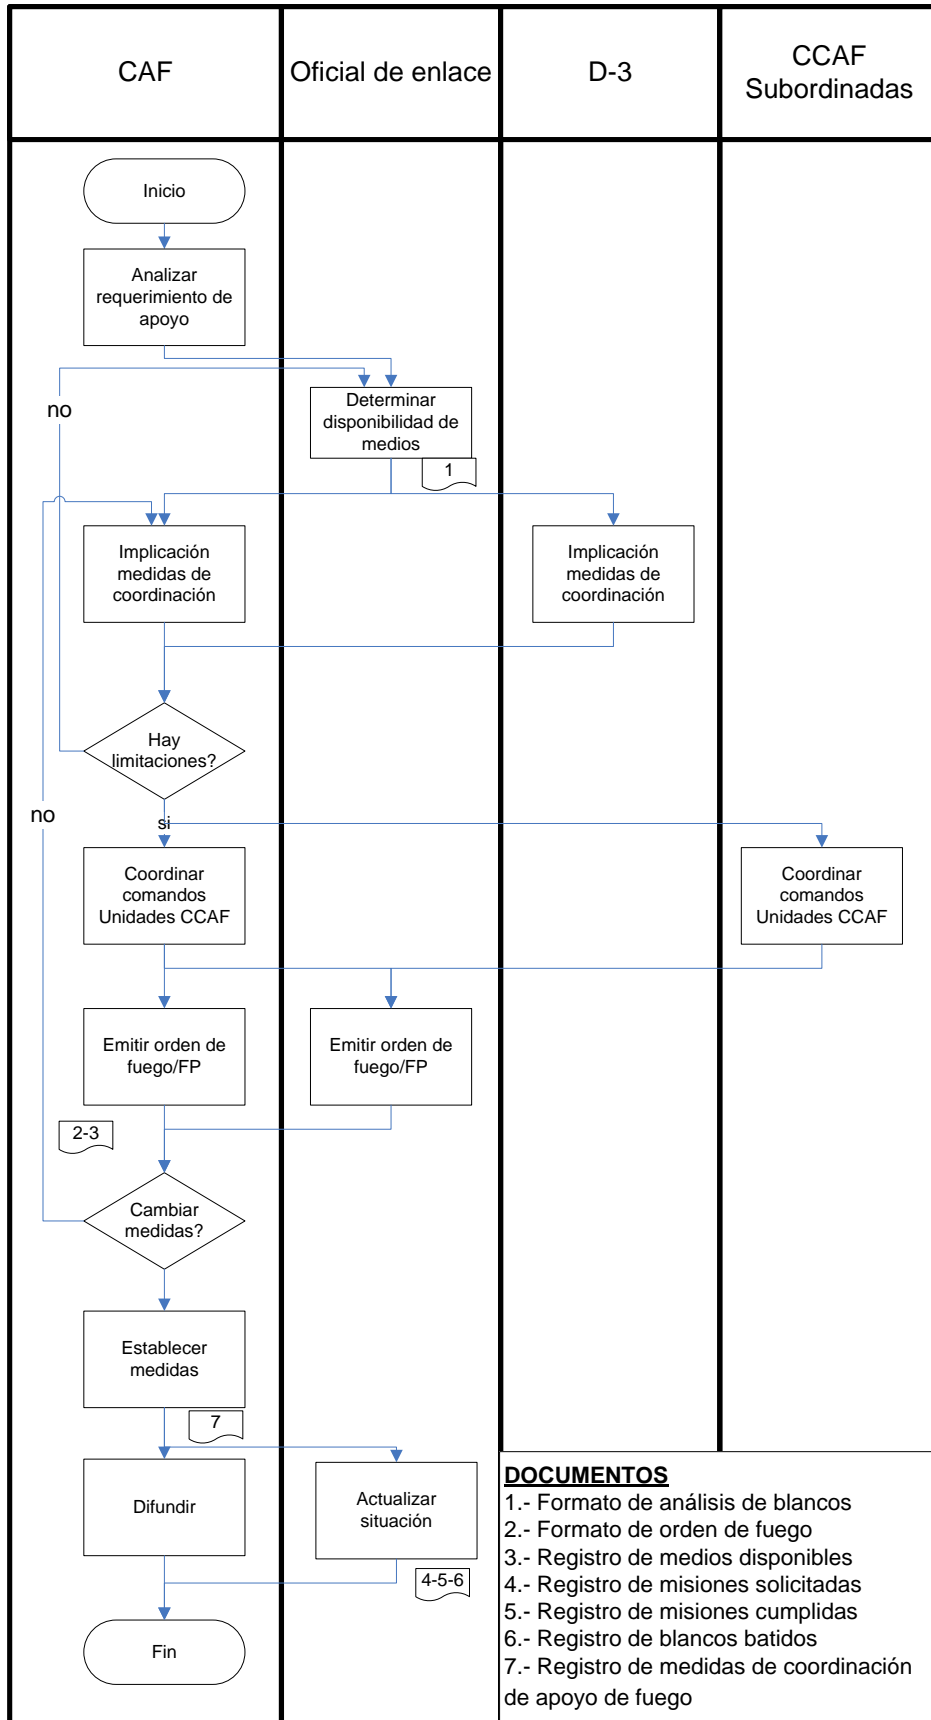 CAF
Oficial de enlace
D-3
CCAF
Subordinadas
Inicio
Analizar
requerimiento de
apoyo
no
Determinar
disponibilidad de
medios
1
Implicación
medidas de
coordinación
Implicación
medidas de
coordinación
Hay
limitaciones?
no
si
Coordinar
comandos
Unidades CCAF
Coordinar
comandos
Unidades CCAF
Emitir orden de
fuego/FP
Emitir orden de
fuego/FP
2-3
Cambiar
medidas?
Establecer
medidas
7
Difundir
Actualizar
situación
4-5-6
Fin
DOCUMENTOS
1.- Formato de análisis de blancos
2.- Formato de orden de fuego
3.- Registro de medios disponibles
4.- Registro de misiones solicitadas
5.- Registro de misiones cumplidas
6.- Registro de blancos batidos
7.- Registro de medidas de coordinación
de apoyo de fuego